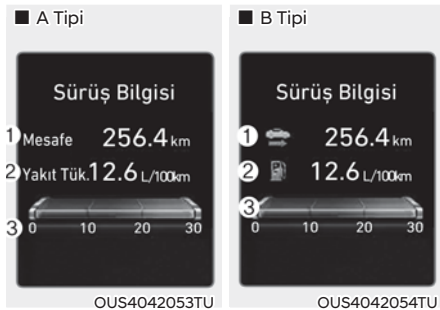 ■ A Tipi
Sürüş Bilgisi
1 Mesafe 256.4 km
2 Yakıt Tük. 12.6 L/100km
3
0 10 20 30
OUS4042053TU
■ B Tipi
Sürüş Bilgisi
1 256.4 km
2 12.6 L/100km
3
0 10 20 30
OUS4042054TU